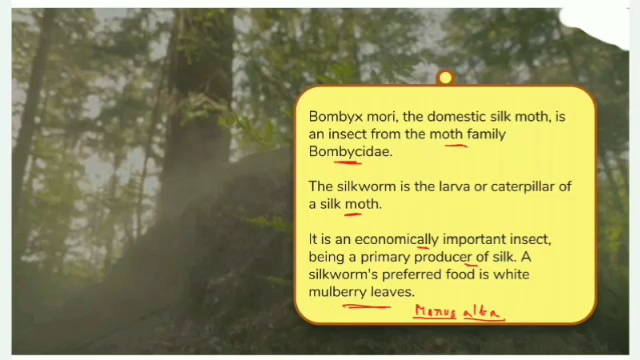 Bombyx mori, the domestic silk moth, is
an insect from the moth family
Bombycidae.
The silkworm is the larva or caterpillar of
a silk moth.
It is an economically important insect,
being a primary producer of silk. A
silkworm's preferred food is white
mulberry leaves.
Morus alba